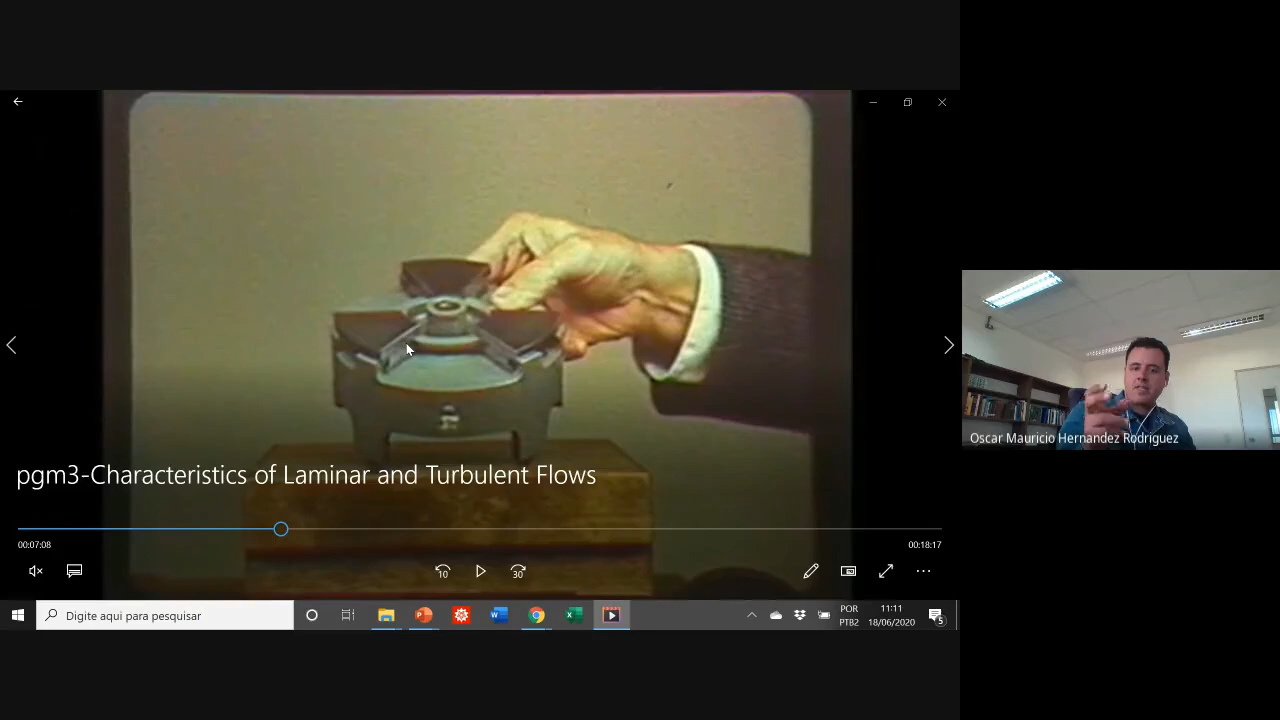 pgm3-Characteristics of Laminar and Turbulent Flows
00:07:08
00:18:17
10
30
Digite aqui para pesquisar
POR
PTB2
11:11
18/06/2020
5
Oscar Mauricio Hernandez Rodriguez